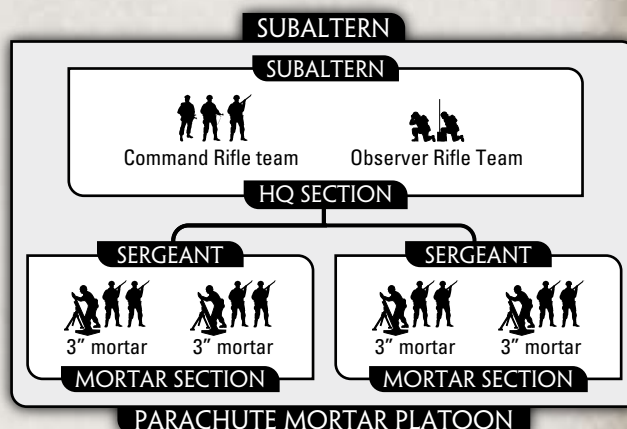 SUBALTERN
SUBALTERN
Command Rifle team
Observer Rifle Team
HQ SECTION
SERGEANT
3” mortar
3” mortar
MORTAR SECTION
SERGEANT
3” mortar
3” mortar
MORTAR SECTION
PARACHUTE MORTAR PLATOON